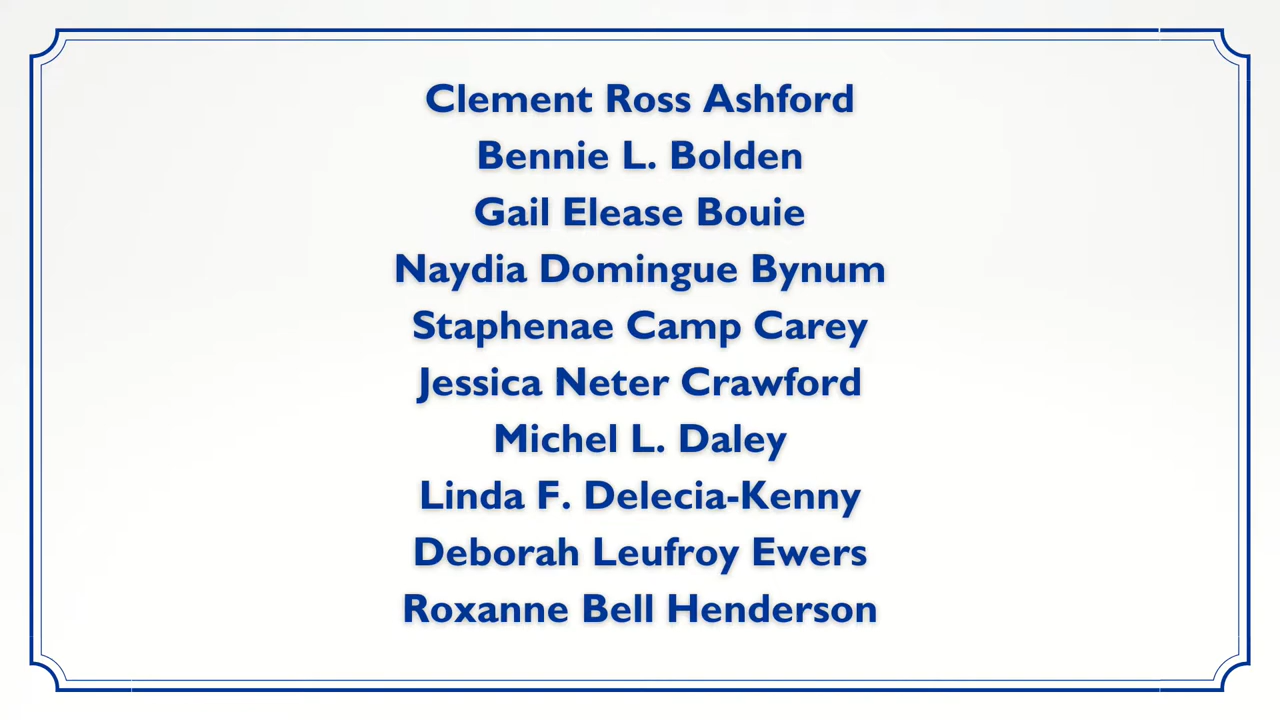 Clement Ross Ashford
Bennie L. Bolden
Gail Elease Bouie
Naydia Domingue Bynum
Staphenae Camp Carey
Jessica Neter Crawford
Michel L. Daley
Linda F. Delecia-Kenny
Deborah Leufroy Ewers
Roxanne Bell Henderson